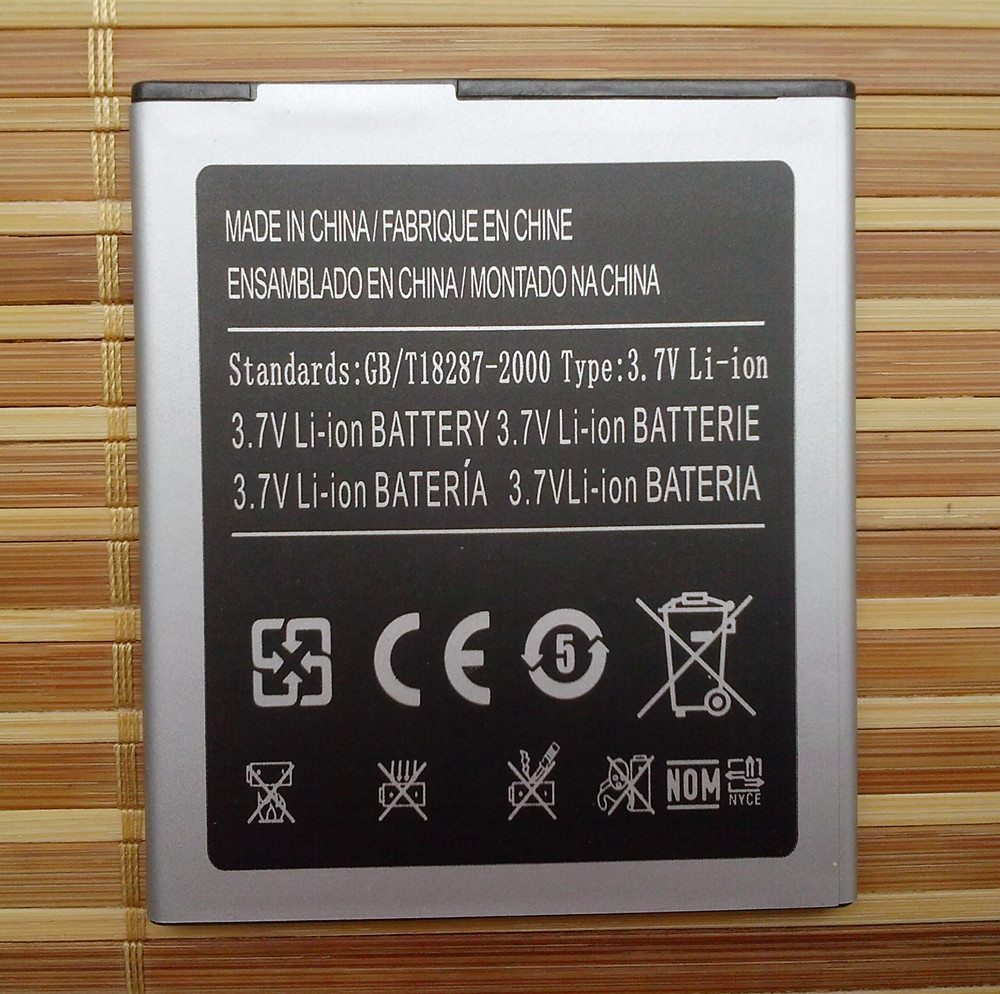 MADE IN CHINA / FABRIQUE EN CHINE
ENSAMBLADO EN CHINA / MONTADO NA CHINA
Standards:GB/T18287-2000 Type:3.7V Li-ion
3.7V Li-ion BATTERY 3.7V Li-ion BATTERIE
3.7V Li-ion BATERÍA 3.7VLi-ion BATERIA
CE 5
NOM NYCE